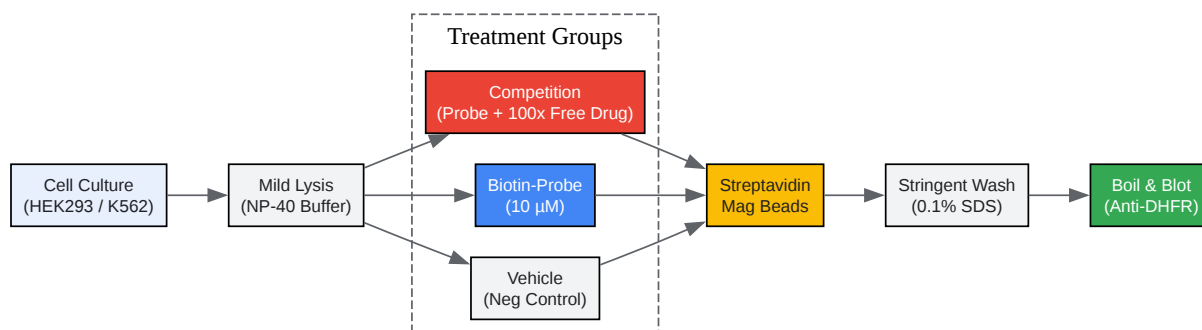 Treatment Groups
Competition
(Probe + 100x Free Drug)
Cell Culture
(HEK293 / K562)
Mild Lysis
(NP-40 Buffer)
Biotin-Probe
(10 µM)
Streptavidin
Mag Beads
Stringent Wash
(0.1% SDS)
Boil & Blot
(Anti-DHFR)
Vehicle
(Neg Control)